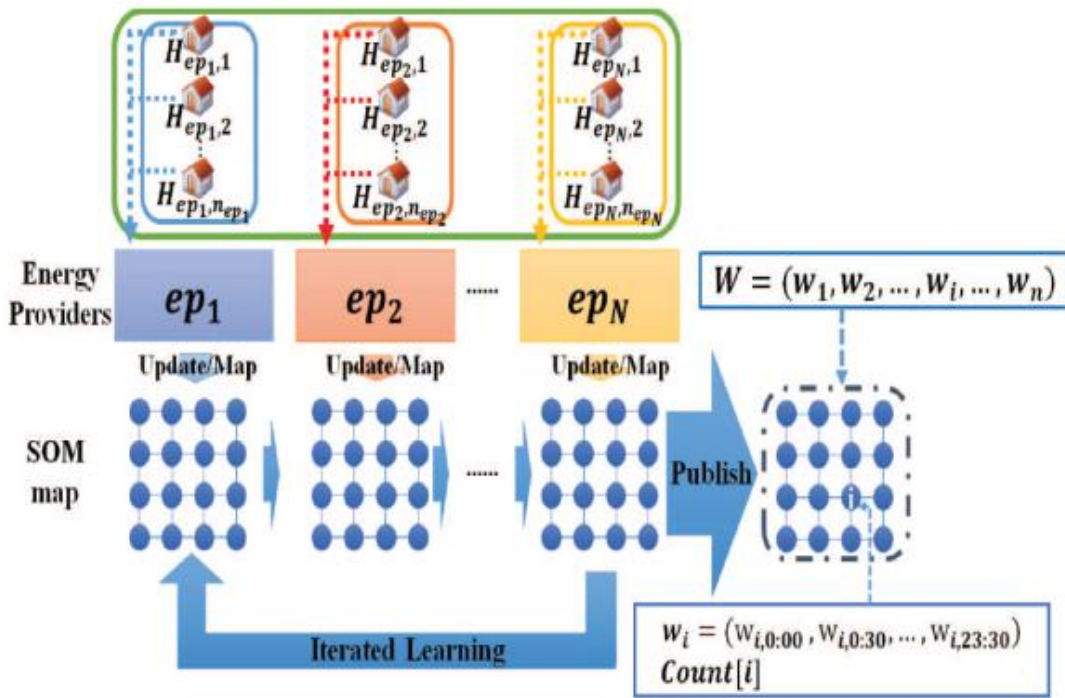 H_{ep_1,1} H_{ep_2,1} H_{ep_N,1}
H_{ep_1,2} H_{ep_2,2} H_{ep_N,2}
H_{ep_1,n_{ep_1}} H_{ep_2,n_{ep_2}} H_{ep_N,n_{ep_N}}
Energy
Providers
ep_1 ep_2 ...... ep_N
W = (w_1, w_2, ..., w_i, ..., w_n)
Update/Map Update/Map Update/Map
SOM
map
......
Publish
i
Iterated Learning
w_i = (w_{i,0:00}, w_{i,0:30}, ..., w_{i,23:30})
Count[i]